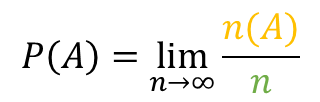 P(A) = lim n→∞ n(A)/n